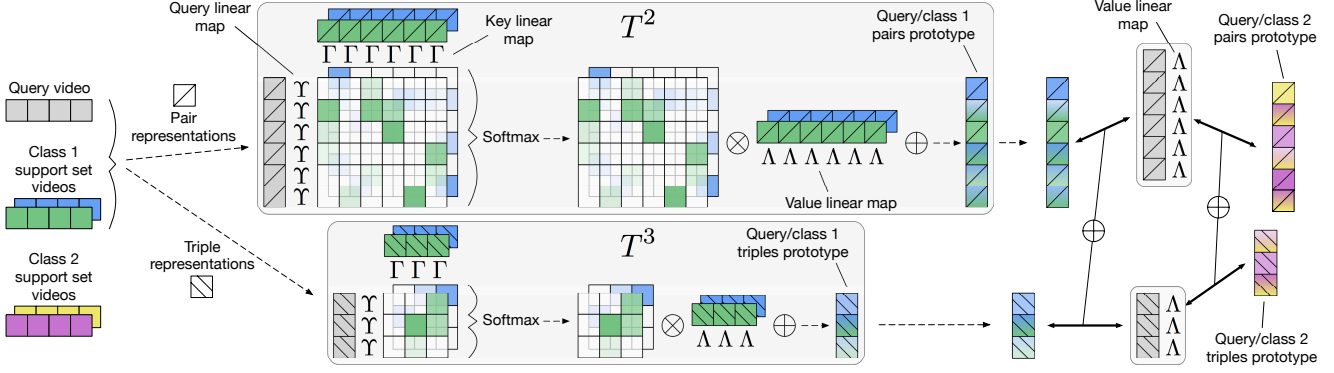 Query video
Class 1
support set
videos
Class 2
support set
videos
Pair
representations
Triple
representations
Query linear
map
Γ Γ Γ Γ Γ Γ
Key linear
map
T²
ϒ
ϒ
ϒ
ϒ
ϒ
ϒ
Softmax
⊗
Λ Λ Λ Λ Λ Λ
⊕
Value linear map
Query/class 1
pairs prototype
Γ Γ Γ
T³
ϒ
ϒ
ϒ
Softmax
⊗
Λ Λ Λ
⊕
Query/class 1
triples prototype
Value linear
map
Λ
Λ
Λ
Λ
Λ
Λ
⊕
⊕
Query/class 2
pairs prototype
Λ
Λ
Λ
Query/class 2
triples prototype